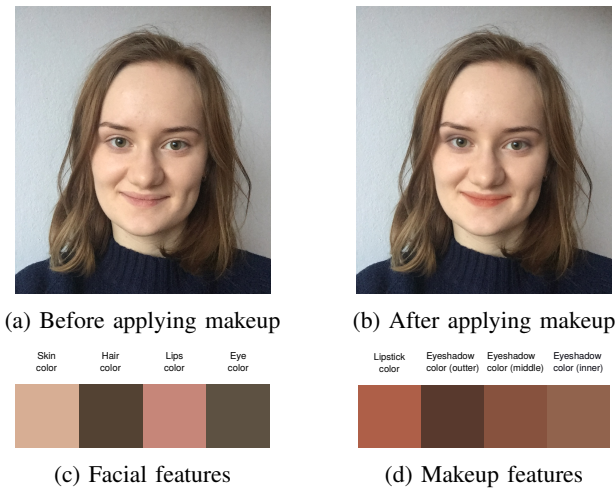 (a) Before applying makeup
(b) After applying makeup
Skin color
Hair color
Lips color
Eye color
Lipstick color
Eyeshadow color (outter)
Eyeshadow color (middle)
Eyeshadow color (inner)
(c) Facial features
(d) Makeup features